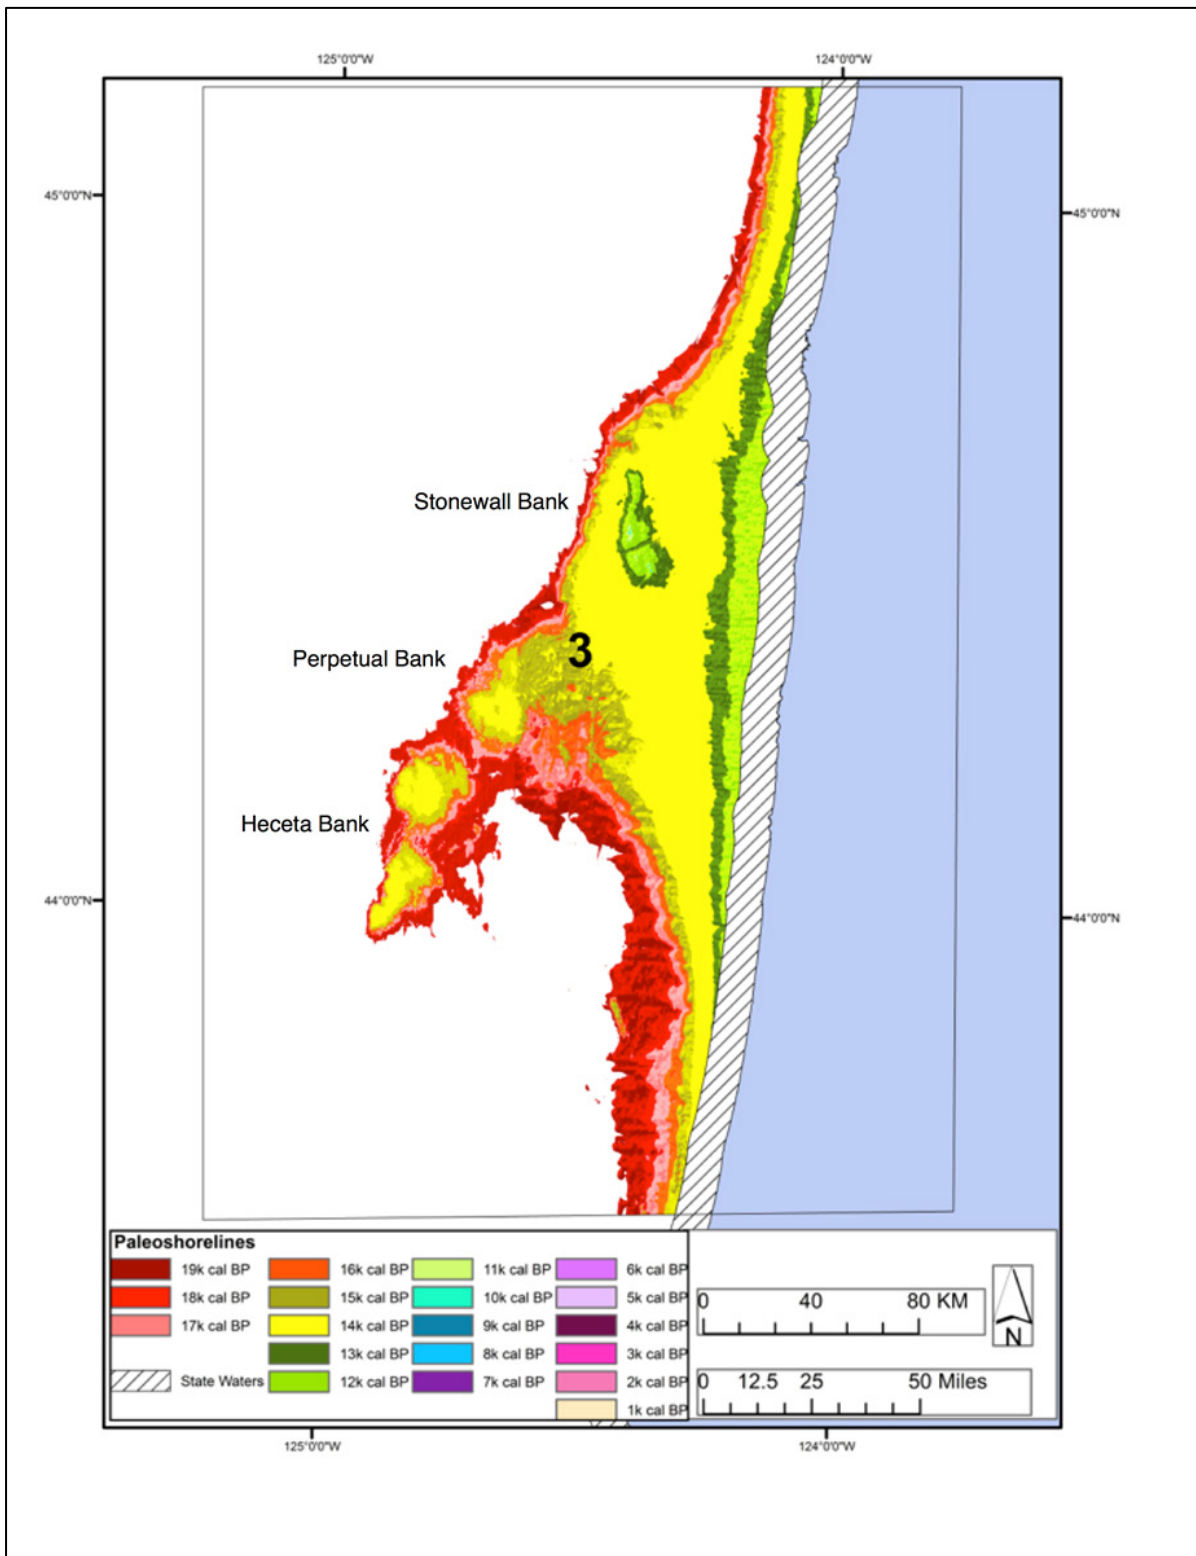 125°0'0"W 124°0'0"W
45°0'0"N 45°0'0"N
Stonewall Bank
3
Perpetual Bank
Heceta Bank
44°0'0"N 44°0'0"N
Paleoshorelines
19k cal BP 16k cal BP 11k cal BP 6k cal BP
18k cal BP 15k cal BP 10k cal BP 5k cal BP
17k cal BP 14k cal BP 9k cal BP 4k cal BP
13k cal BP 8k cal BP 3k cal BP
State Waters 12k cal BP 7k cal BP 2k cal BP
1k cal BP
0 40 80 KM
N
0 12.5 25 50 Miles
125°0'0"W 124°0'0"W